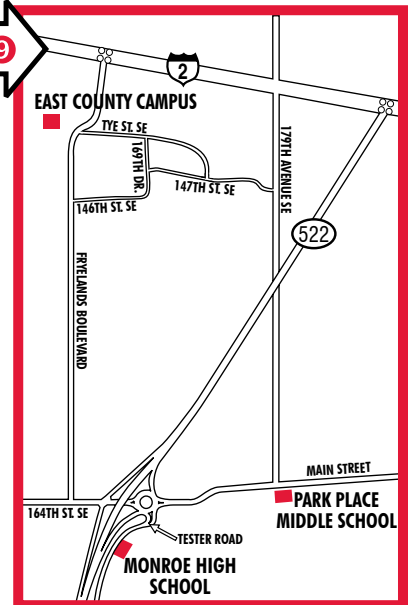 9
2
EAST COUNTY CAMPUS
TYE ST. SE
169TH DR.
147TH ST. SE
146TH ST. SE
179TH AVENUE SE
522
FRYELANDS BOULEVARD
MAIN STREET
164TH ST. SE
PARK PLACE
MIDDLE SCHOOL
TESTER ROAD
MONROE HIGH
SCHOOL